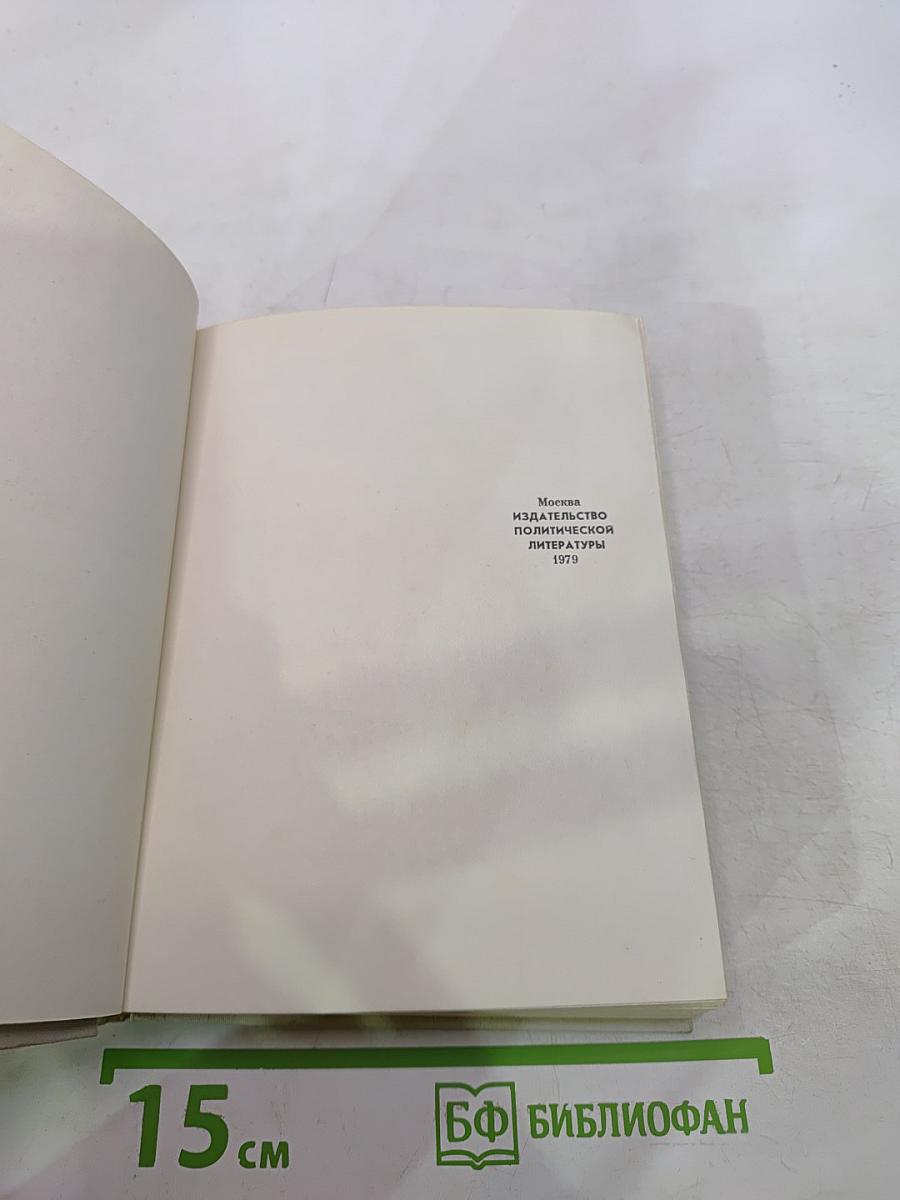 Москва
ИЗДАТЕЛЬСТВО
ПОЛИТИЧЕСКОЙ
ЛИТЕРАТУРЫ
1979
15 см
БФ БИБЛИОФАН